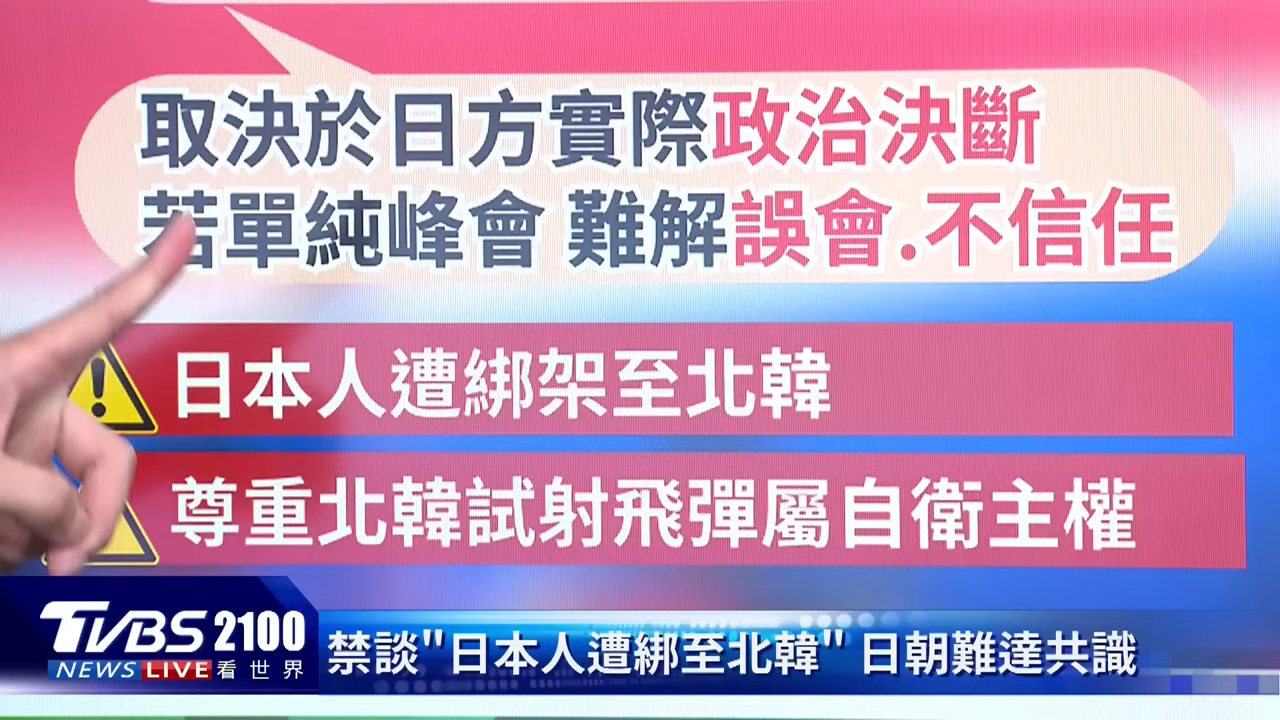 取決於日方實際政治決斷
若單純峰會 難解誤會.不信任
日本人遭綁架至北韓
尊重北韓試射飛彈屬自衛主權
TVBS 2100
NEWS LIVE 看世界
禁談"日本人遭綁至北韓" 日朝難達共識